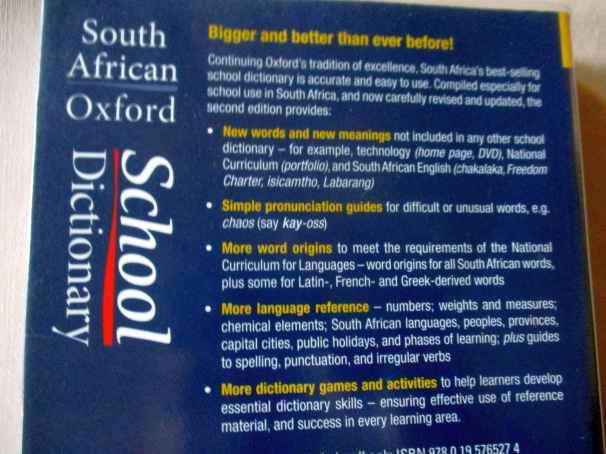 South
African
Oxford
School
Dictionary
Bigger and better than ever before!
Continuing Oxford's tradition of excellence, South Africa's best-selling
school dictionary is accurate and easy to use. Compiled especially for
school use in South Africa, and now carefully revised and updated, the
second edition provides:
• New words and new meanings not included in any other school
dictionary – for example, technology (home page, DVD), National
Curriculum (portfolio), and South African English (chakalaka, Freedom
Charter, isicamtho, Labarang)
• Simple pronunciation guides for difficult or unusual words, e.g.
chaos (say kay-oss)
• More word origins to meet the requirements of the National
Curriculum for Languages – word origins for all South African words,
plus some for Latin-, French- and Greek-derived words
• More language reference – numbers; weights and measures;
chemical elements; South African languages, peoples, provinces,
capital cities, public holidays, and phases of learning; plus guides
to spelling, punctuation, and irregular verbs
• More dictionary games and activities to help learners develop
essential dictionary skills – ensuring effective use of reference
material, and success in every learning area.
ISBN 978 0 19 576527 4